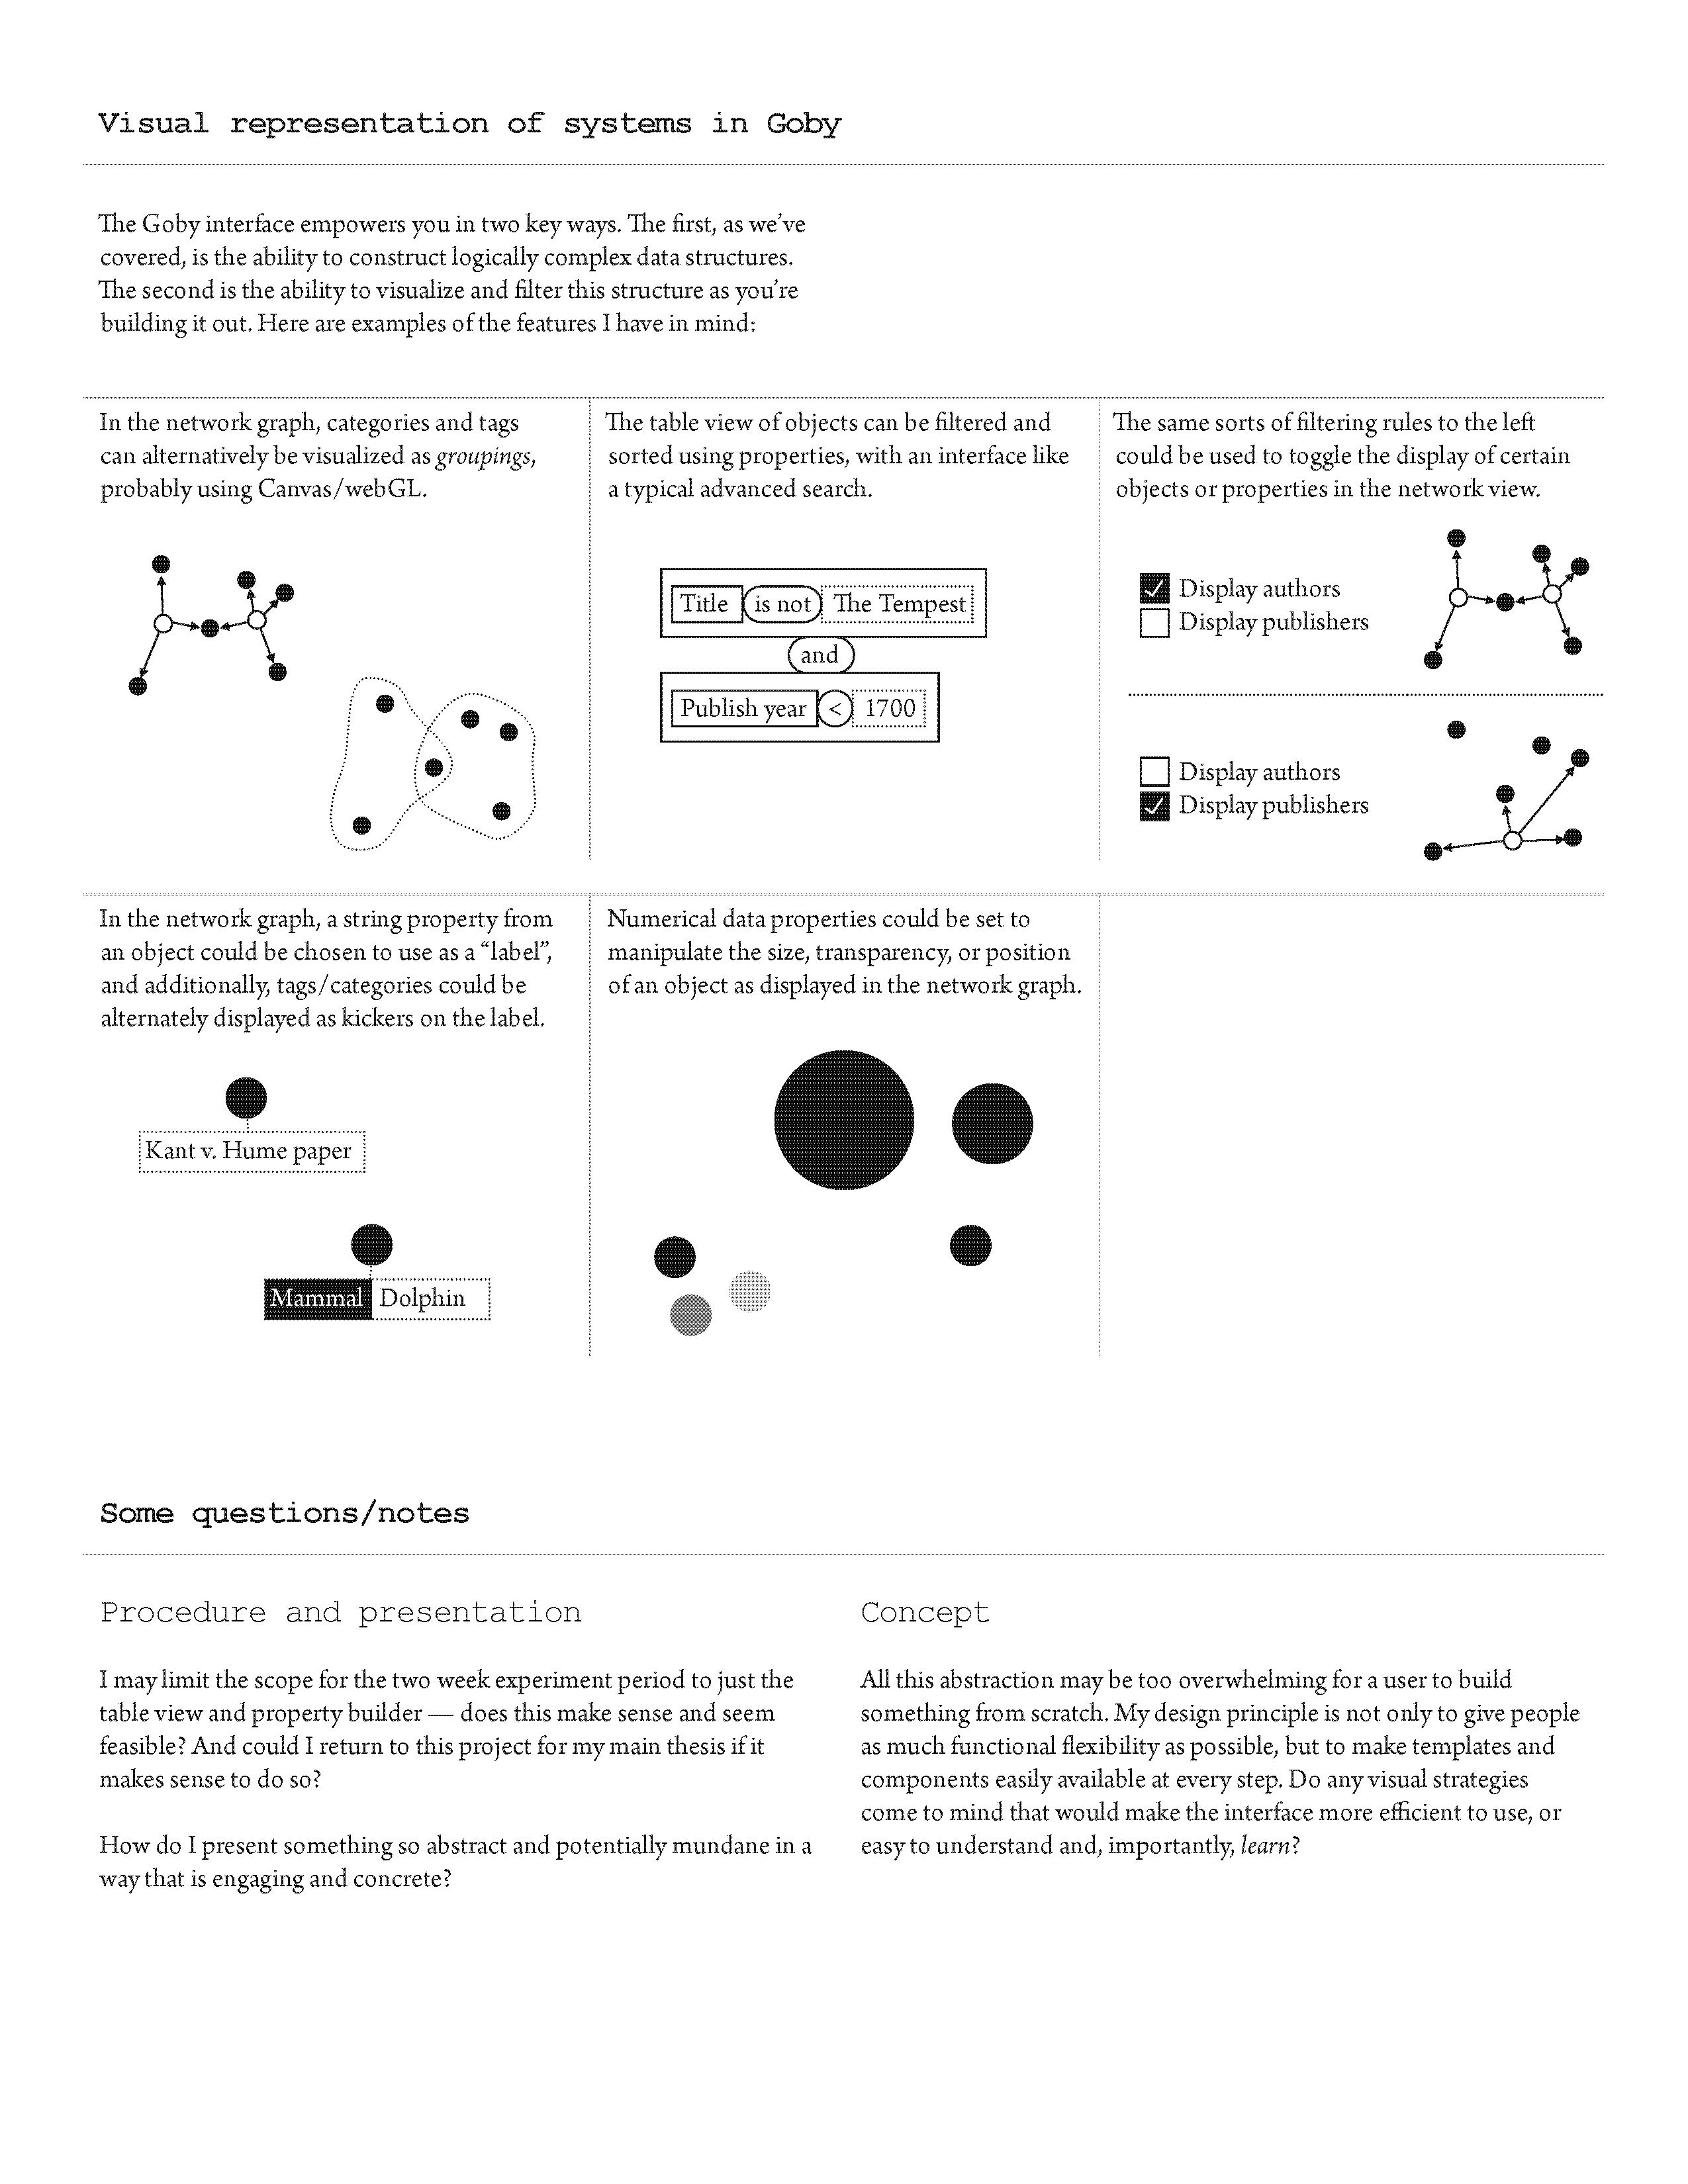 Visual representation of systems in Goby
The Goby interface empowers you in two key ways. The first, as we’ve
covered, is the ability to construct logically complex data structures.
The second is the ability to visualize and filter this structure as you’re
building it out. Here are examples of the features I have in mind:
In the network graph, categories and tags
can alternatively be visualized as groupings,
probably using Canvas/webGL.
The table view of objects can be filtered and
sorted using properties, with an interface like
a typical advanced search.
Title is not The Tempest
and
Publish year < 1700
The same sorts of filtering rules to the left
could be used to toggle the display of certain
objects or properties in the network view.
Display authors
Display publishers
Display authors
Display publishers
In the network graph, a string property from
an object could be chosen to use as a “label”,
and additionally, tags/categories could be
alternately displayed as kickers on the label.
Kant v. Hume paper
Mammal Dolphin
Numerical data properties could be set to
manipulate the size, transparency, or position
of an object as displayed in the network graph.
Some questions/notes
Procedure and presentation
I may limit the scope for the two week experiment period to just the
table view and property builder — does this make sense and seem
feasible? And could I return to this project for my main thesis if it
makes sense to do so?
How do I present something so abstract and potentially mundane in a
way that is engaging and concrete?
Concept
All this abstraction may be too overwhelming for a user to build
something from scratch. My design principle is not only to give people
as much functional flexibility as possible, but to make templates and
components easily available at every step. Do any visual strategies
come to mind that would make the interface more efficient to use, or
easy to understand and, importantly, learn?